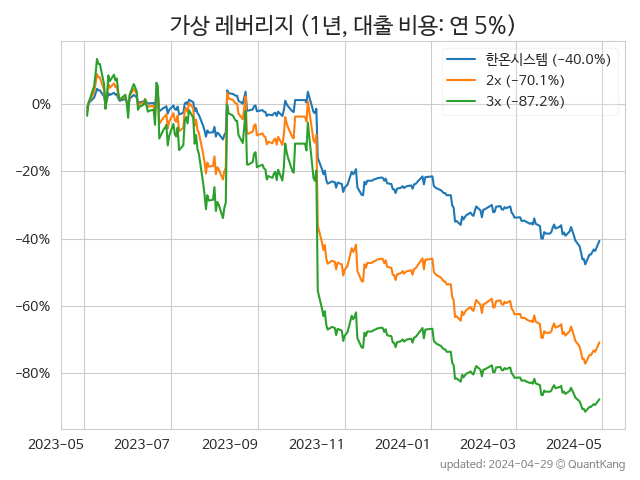 가상 레버리지 (1년, 대출 비용: 연 5%)
한온시스템 (−40.0%)
2x (−70.1%)
3x (−87.2%)
0%
−20%
−40%
−60%
−80%
2023-05 2023-07 2023-09 2023-11 2024-01 2024-03 2024-05
updated: 2024-04-29 © QuantKang